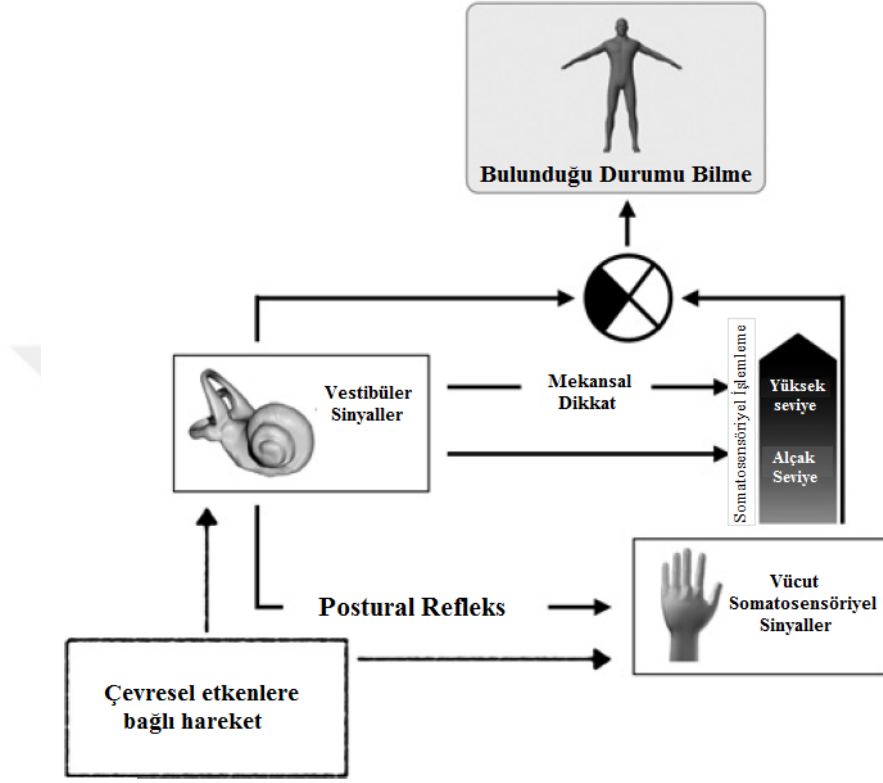 Bulunduğu Durumu Bilme
Vestibüler
Sinyaller
Mekansal
Dikkat
Somatosensöriyel İşlemleme
Yüksek
seviye
Alçak
Seviye
Postural Refleks
Vücut
Somatosensöriyel
Sinyaller
Çevresel etkenlere
bağlı hareket